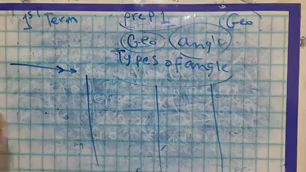 1st Term prep 1 Geo
Geo (angle)
Types of angle